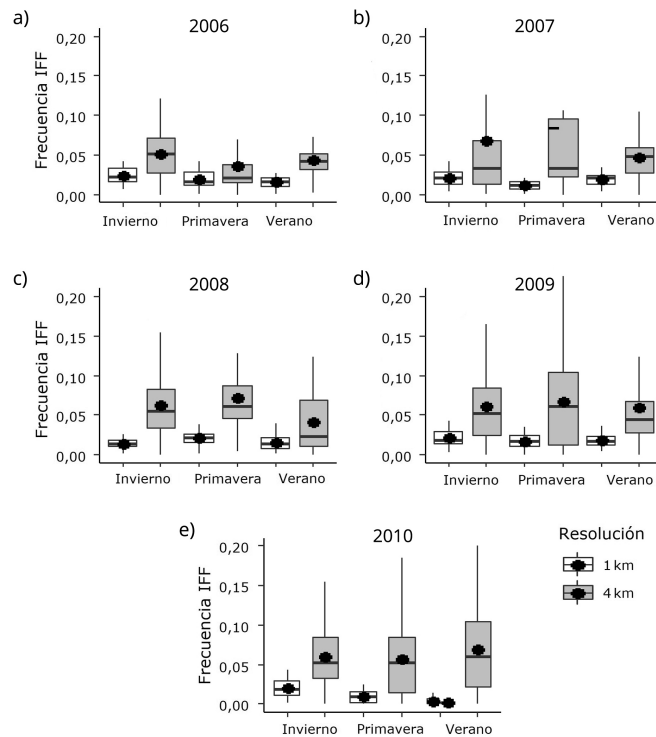 a)
2006
Frecuencia IFF
0,20
0,15
0,10
0,05
0,00
Invierno Primavera Verano
b)
2007
0,20
0,15
0,10
0,05
0,00
Invierno Primavera Verano
c)
2008
Frecuencia IFF
0,20
0,15
0,10
0,05
0,00
Invierno Primavera Verano
d)
2009
0,20
0,15
0,10
0,05
0,00
Invierno Primavera Verano
e)
2010
Frecuencia IFF
0,20
0,15
0,10
0,05
0,00
Invierno Primavera Verano
Resolución
1 km
4 km